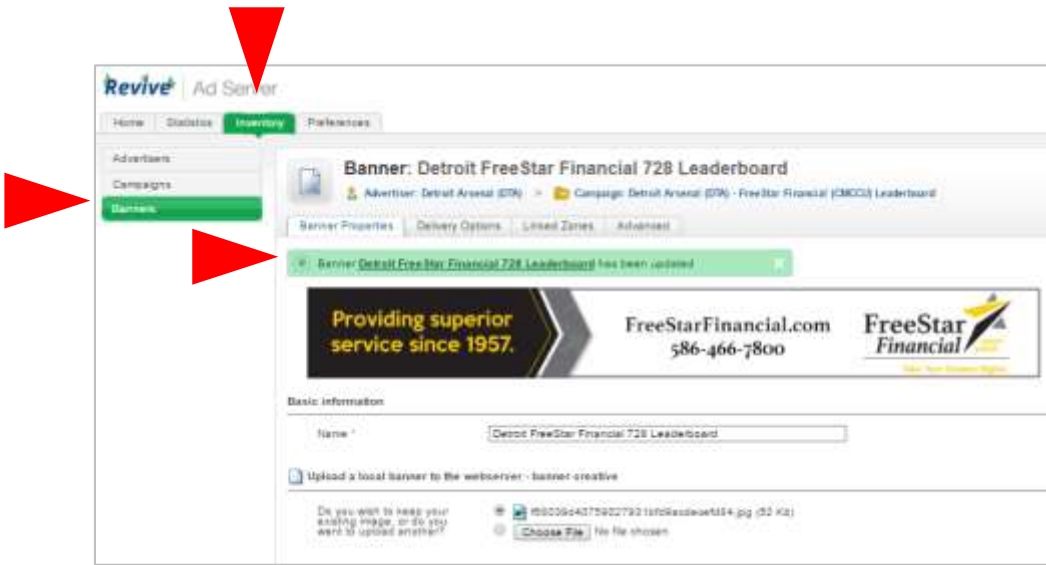 Revive Ad Server
Home Statistics Inventory Preferences
Advertisers
Campaigns
Banners
Banner: Detroit FreeStar Financial 728 Leaderboard
Advertiser: Detroit Arsenal (DTA) > Campaign: Detroit Arsenal (DTA) - FreeStar Financial (CMCCU) Leaderboard
Banner Properties Delivery Options Linked Zones Advanced
Banner Detroit FreeStar Financial 728 Leaderboard has been updated
Providing superior
service since 1957.
FreeStarFinancial.com
586-466-7800
FreeStar
Financial
Basic information
Name * Detroit FreeStar Financial 728 Leaderboard
Upload a local banner to the webserver - banner creative
Do you wish to keep your
existing image, or do you
want to upload another?
.jpg (52 Kb)
Choose File No file chosen